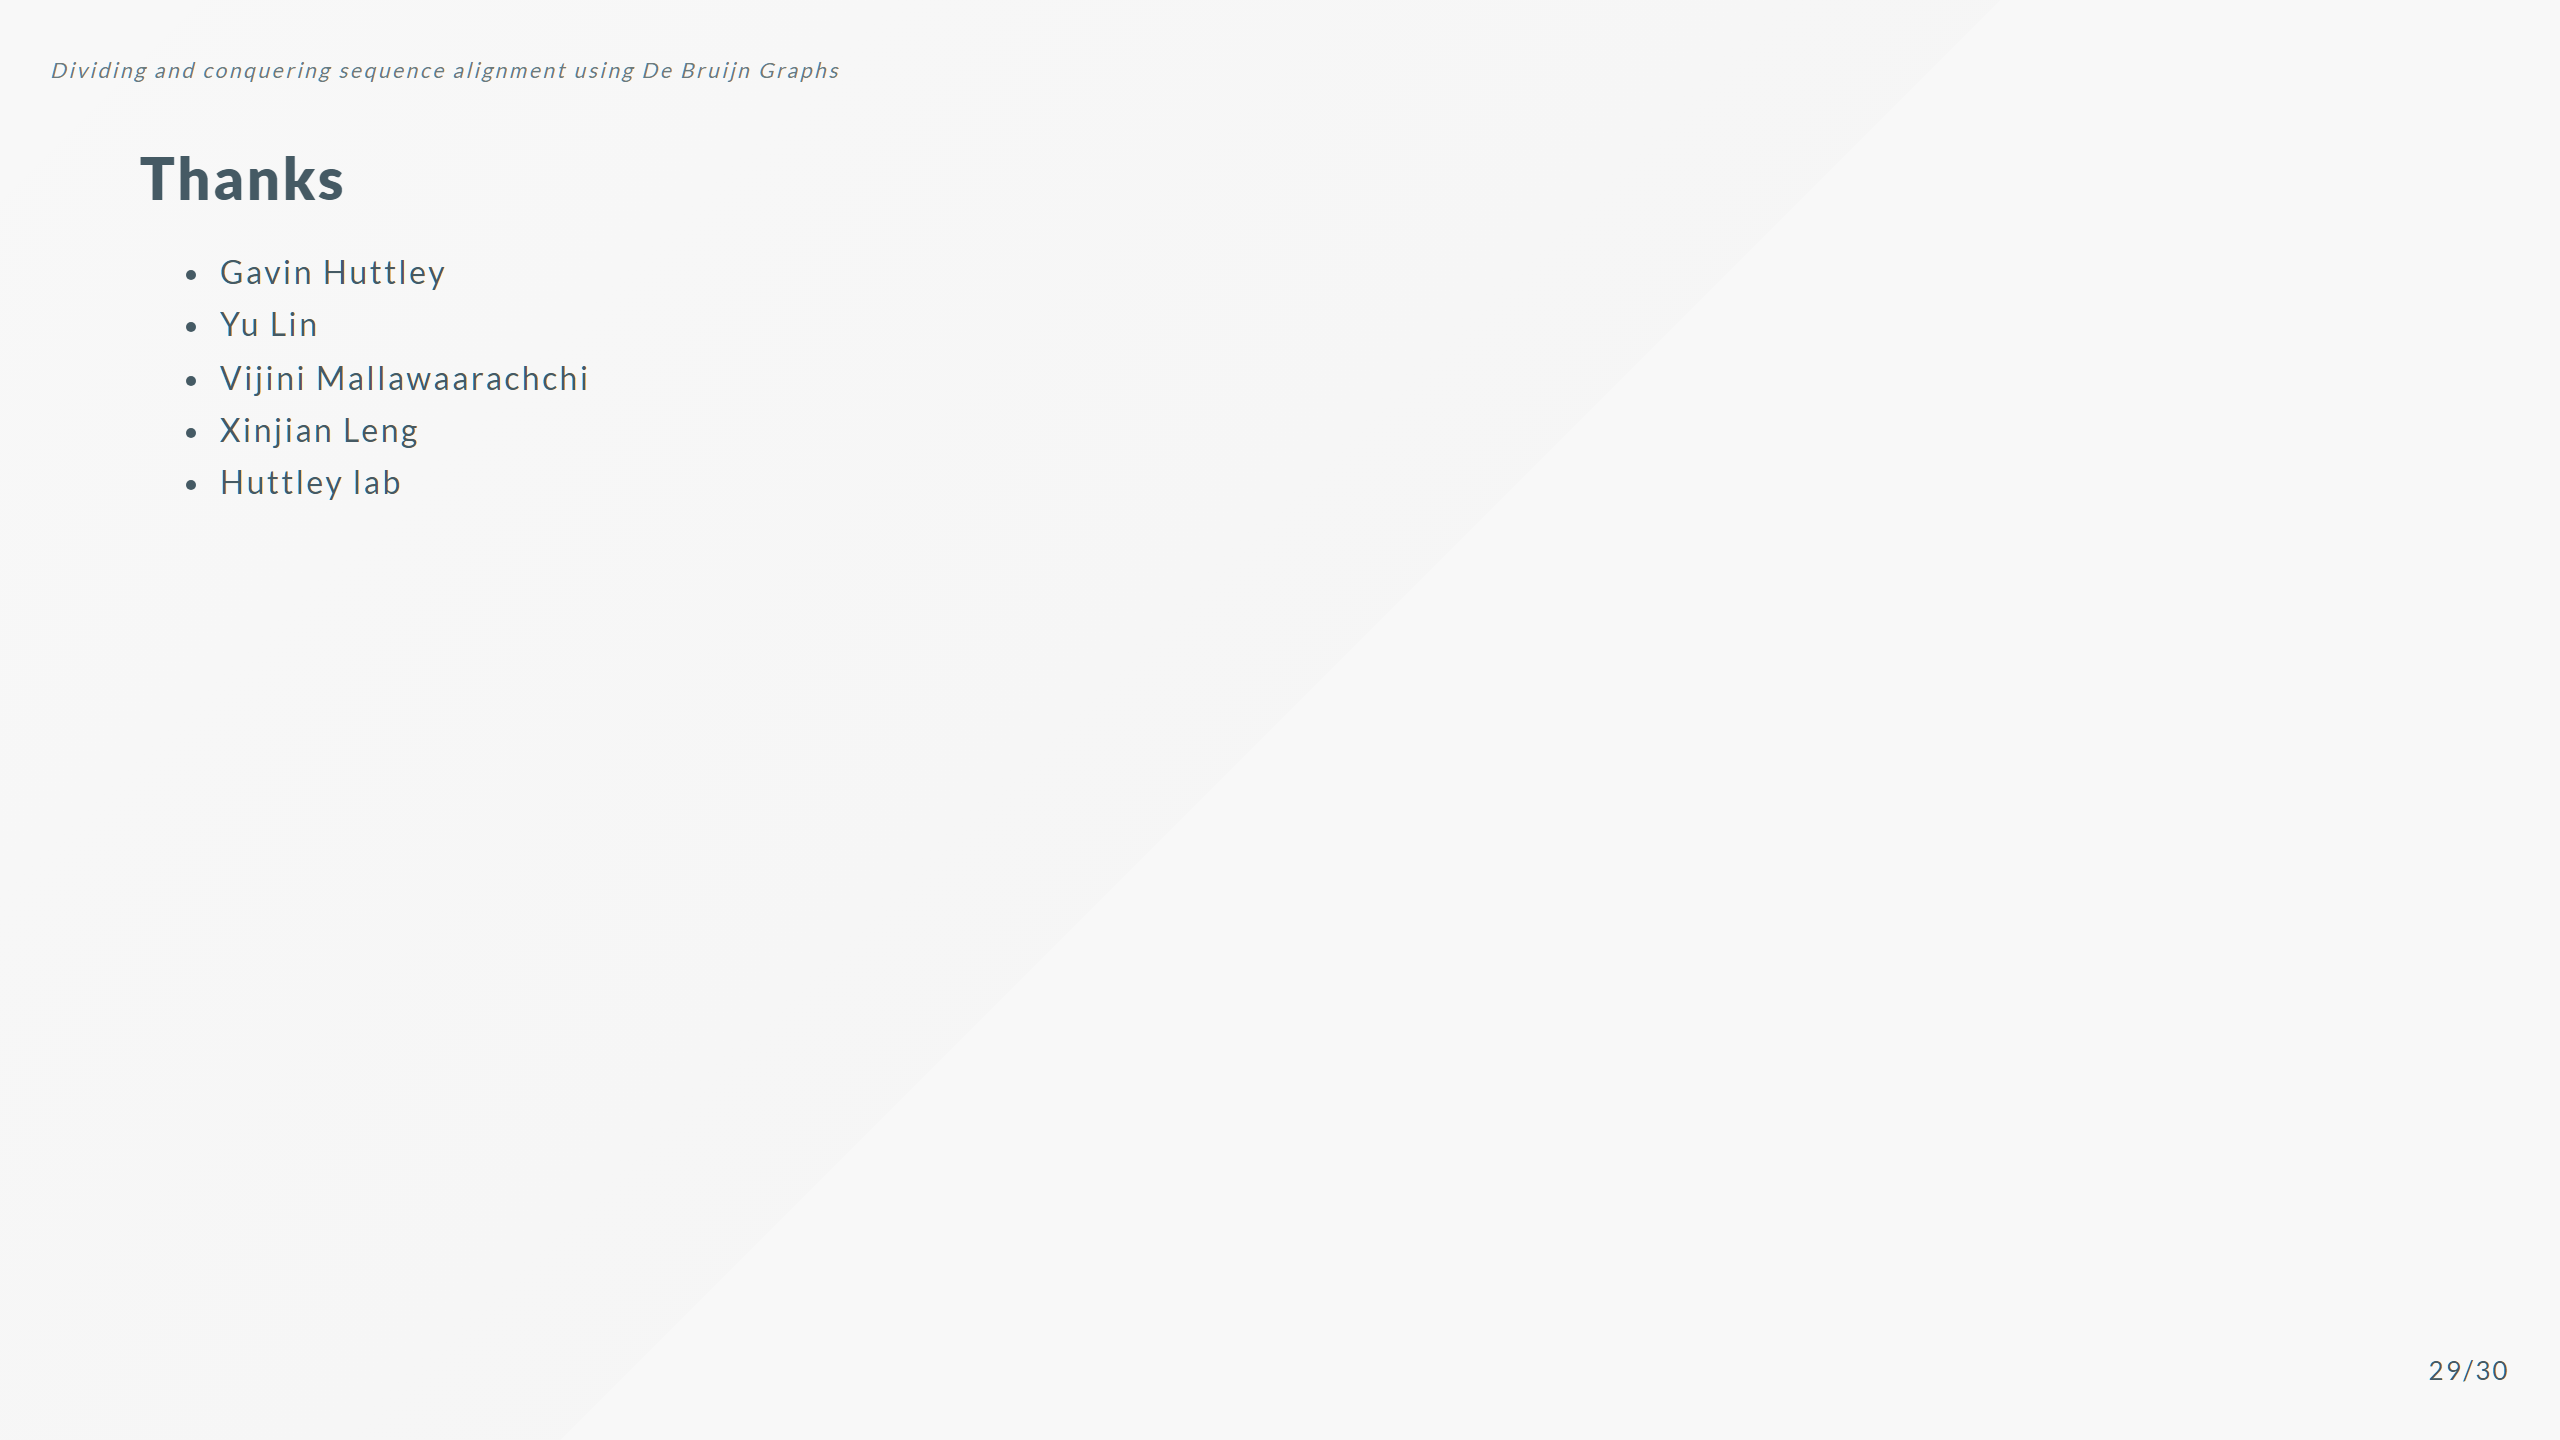 Dividing and conquering sequence alignment using De Bruijn Graphs
Thanks
• Gavin Huttley
• Yu Lin
• Vijini Mallawaarachchi
• Xinjian Leng
• Huttley lab
29/30